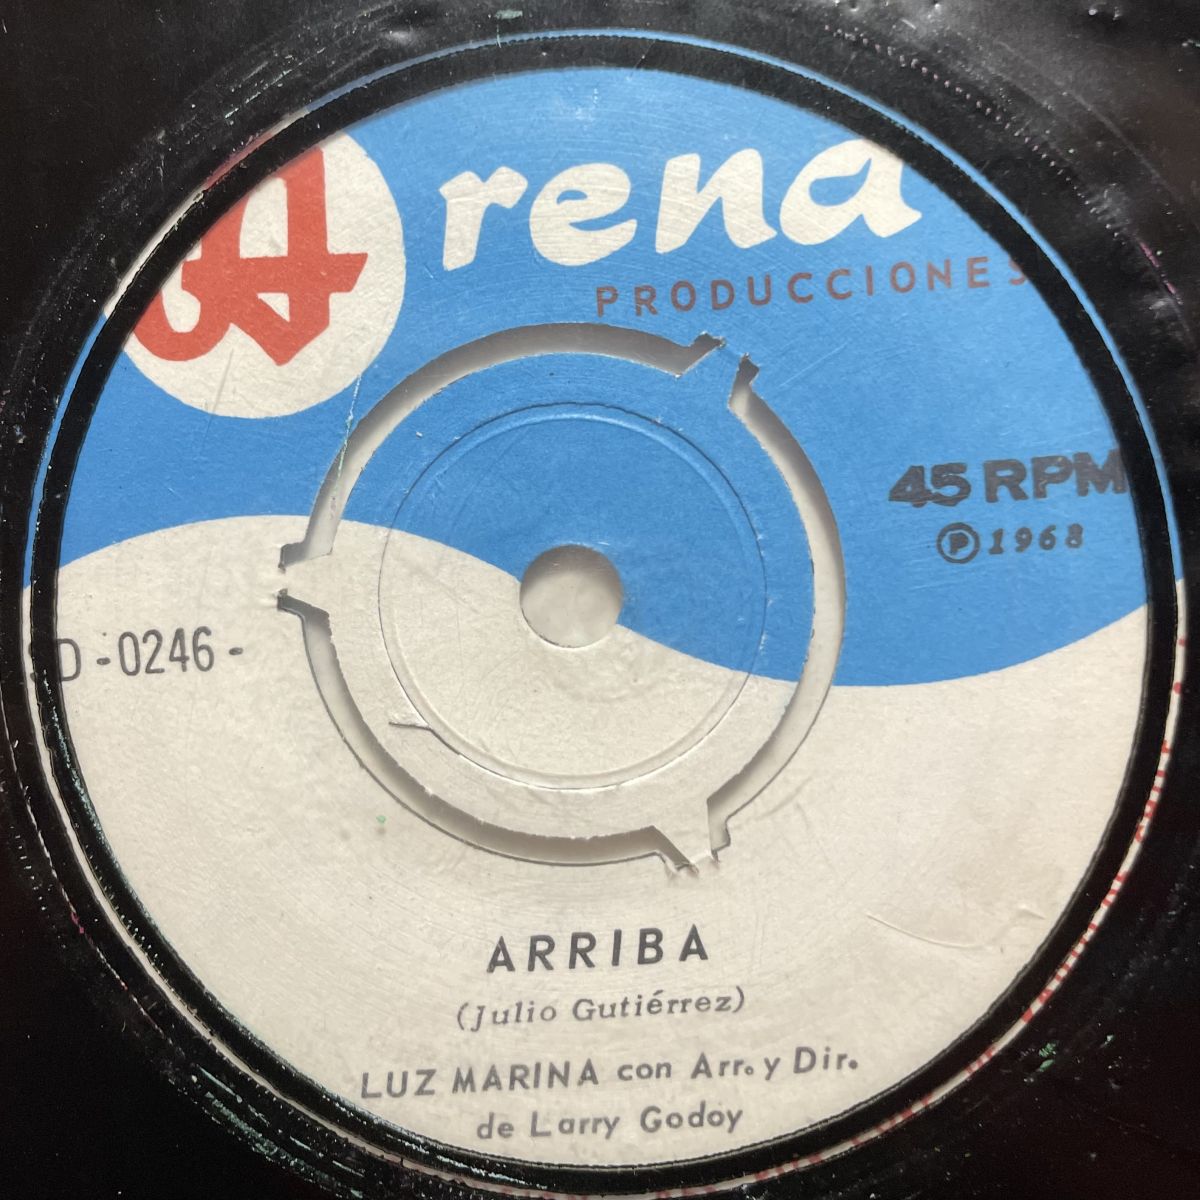 Arena
PRODUCCIONES
45 RPM
Ⓟ 1968
D - 0246 -
ARRIBA
(Julio Gutiérrez)
LUZ MARINA con Arr. y Dir.
de Larry Godoy